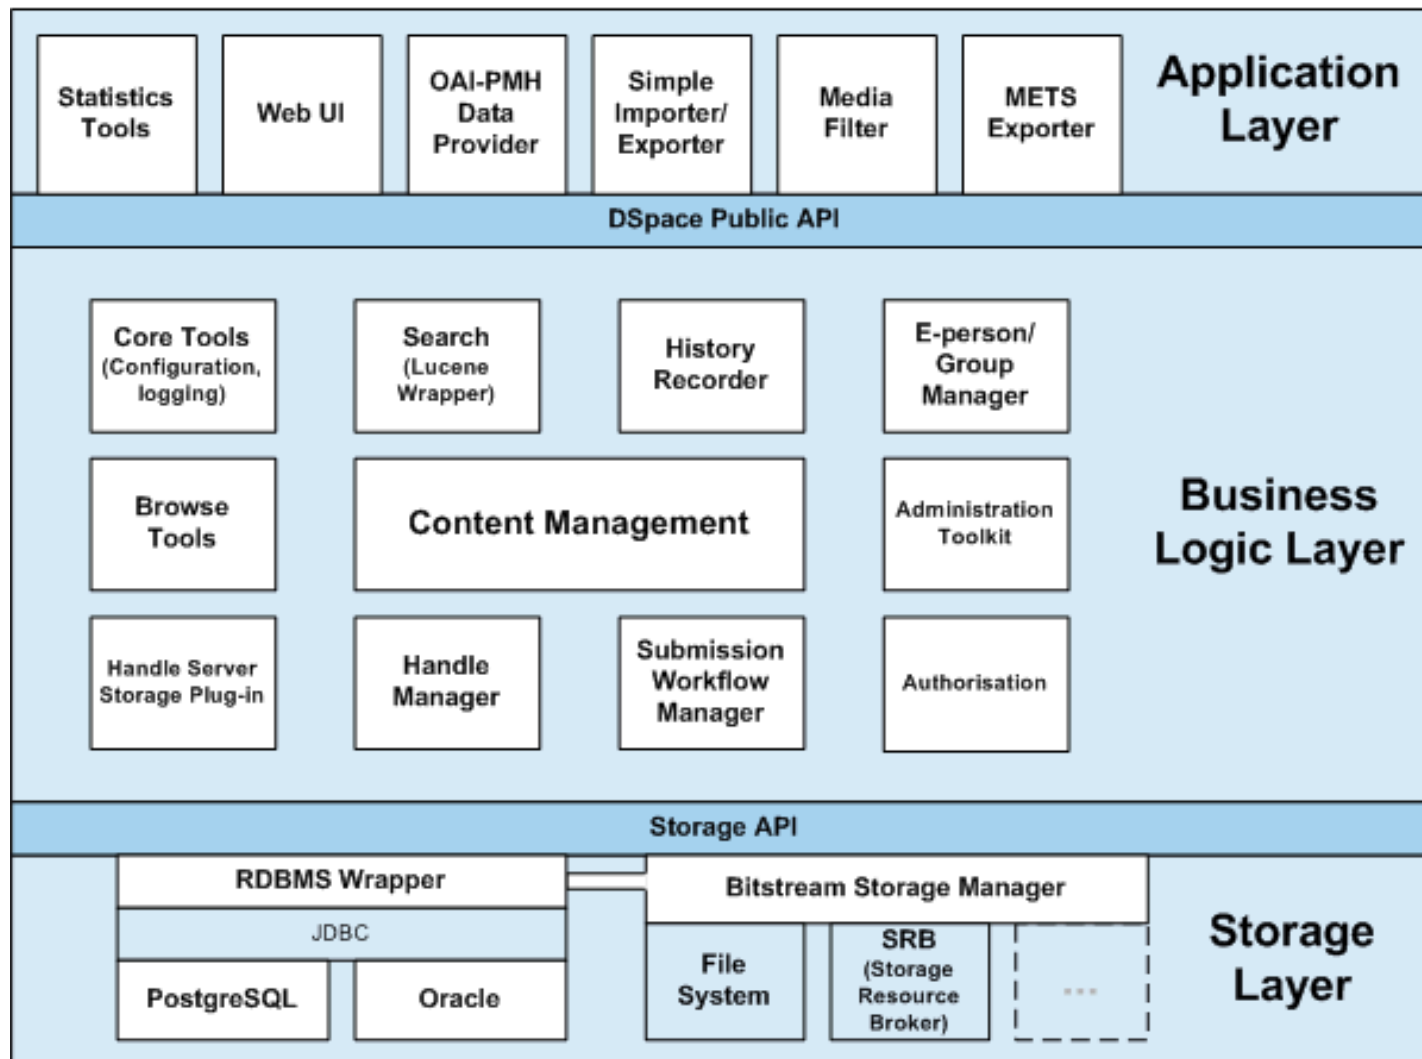 Statistics
Tools
Web UI
OAI-PMH
Data
Provider
Simple
Importer/
Exporter
Media
Filter
METS
Exporter
Application
Layer
DSpace Public API
Core Tools
(Configuration,
logging)
Search
(Lucene
Wrapper)
History
Recorder
E-person/
Group
Manager
Browse
Tools
Content Management
Administration
Toolkit
Business
Logic Layer
Handle Server
Storage Plug-in
Handle
Manager
Submission
Workflow
Manager
Authorisation
Storage API
RDBMS Wrapper
Bitstream Storage Manager
JDBC
PostgreSQL
Oracle
File
System
SRB
(Storage
Resource
Broker)
...
Storage
Layer